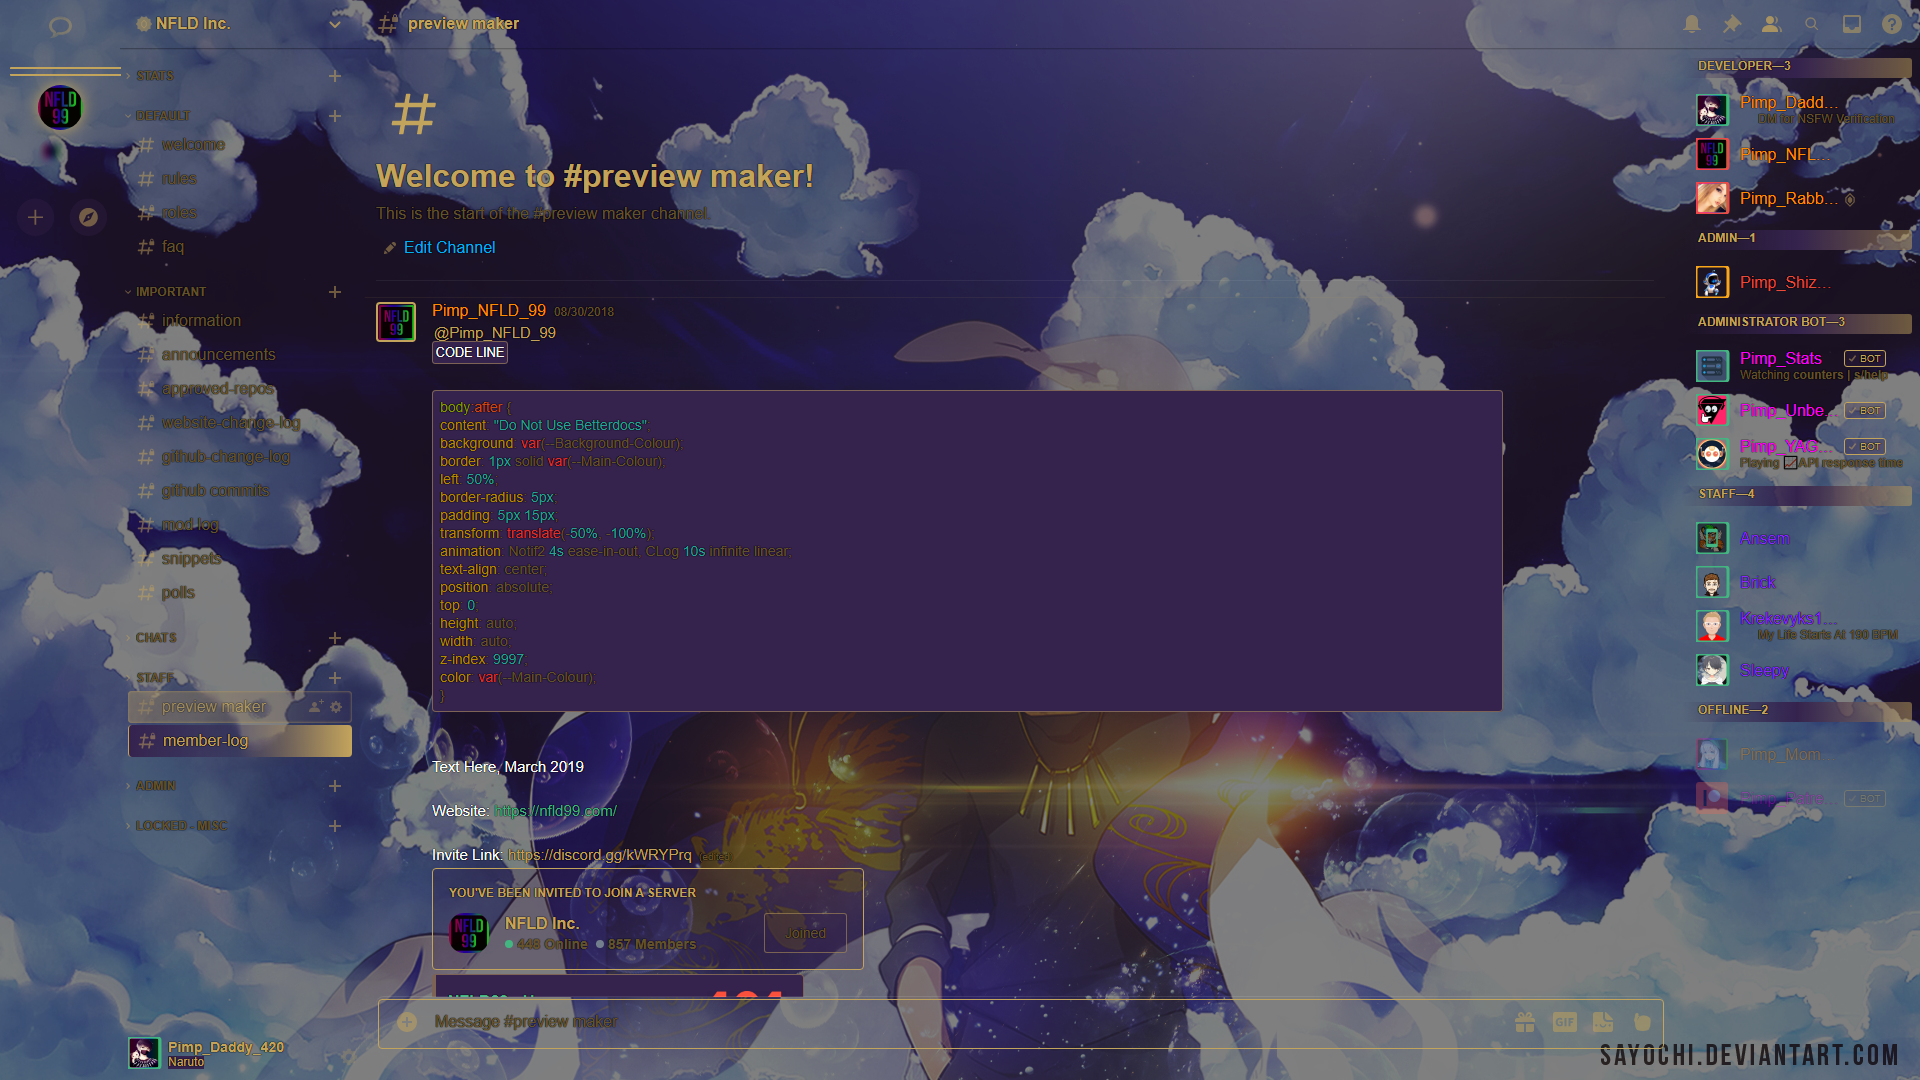 NFLD Inc.
preview maker
STATS
NFLD
99
DEFAULT
welcome
rules
roles
faq
IMPORTANT
information
announcements
approved-repos
website-change-log
github-change-log
github commits
mod-log
snippets
polls
CHATS
STAFF
preview maker
member-log
ADMIN
LOCKED - MISC
Pimp_Daddy_420
Naruto
#
Welcome to #preview maker!
This is the start of the #preview maker channel.
Edit Channel
NFLD
99
Pimp_NFLD_99 08/30/2018
@Pimp_NFLD_99
CODE LINE
body:after {
content: "Do Not Use Betterdocs";
background: var(--Background-Colour);
border: 1px solid var(--Main-Colour);
left: 50%;
border-radius: 5px;
padding: 5px 15px;
transform: translate(-50%, -100%);
animation: Notif2 4s ease-in-out, CLog 10s infinite linear;
text-align: center;
position: absolute;
top: 0;
height: auto;
width: auto;
z-index: 9997;
color: var(--Main-Colour);
}
Text Here, March 2019
Website: https://nfld99.com/
Invite Link: https://discord.gg/kWRYPrq (edited)
YOU'VE BEEN INVITED TO JOIN A SERVER
NFLD
99
NFLD Inc.
448 Online 857 Members
Joined
Message #preview maker
GIF
DEVELOPER—3
Pimp_Dadd...
DM for NSFW Verification
NFLD
99
Pimp_NFL...
Pimp_Rabb...
ADMIN—1
Pimp_Shiz...
ADMINISTRATOR BOT—3
Pimp_Stats BOT
Watching counters | s!help
Pimp_Unbe... BOT
Pimp_YAG... BOT
Playing API response time
STAFF—4
Ansem
Brick
Krekevyks1...
My Life Starts At 190 BPM
Sleepy
OFFLINE—2
Pimp_Mom
BOT
SAYOCHI.DEVIANTART.COM